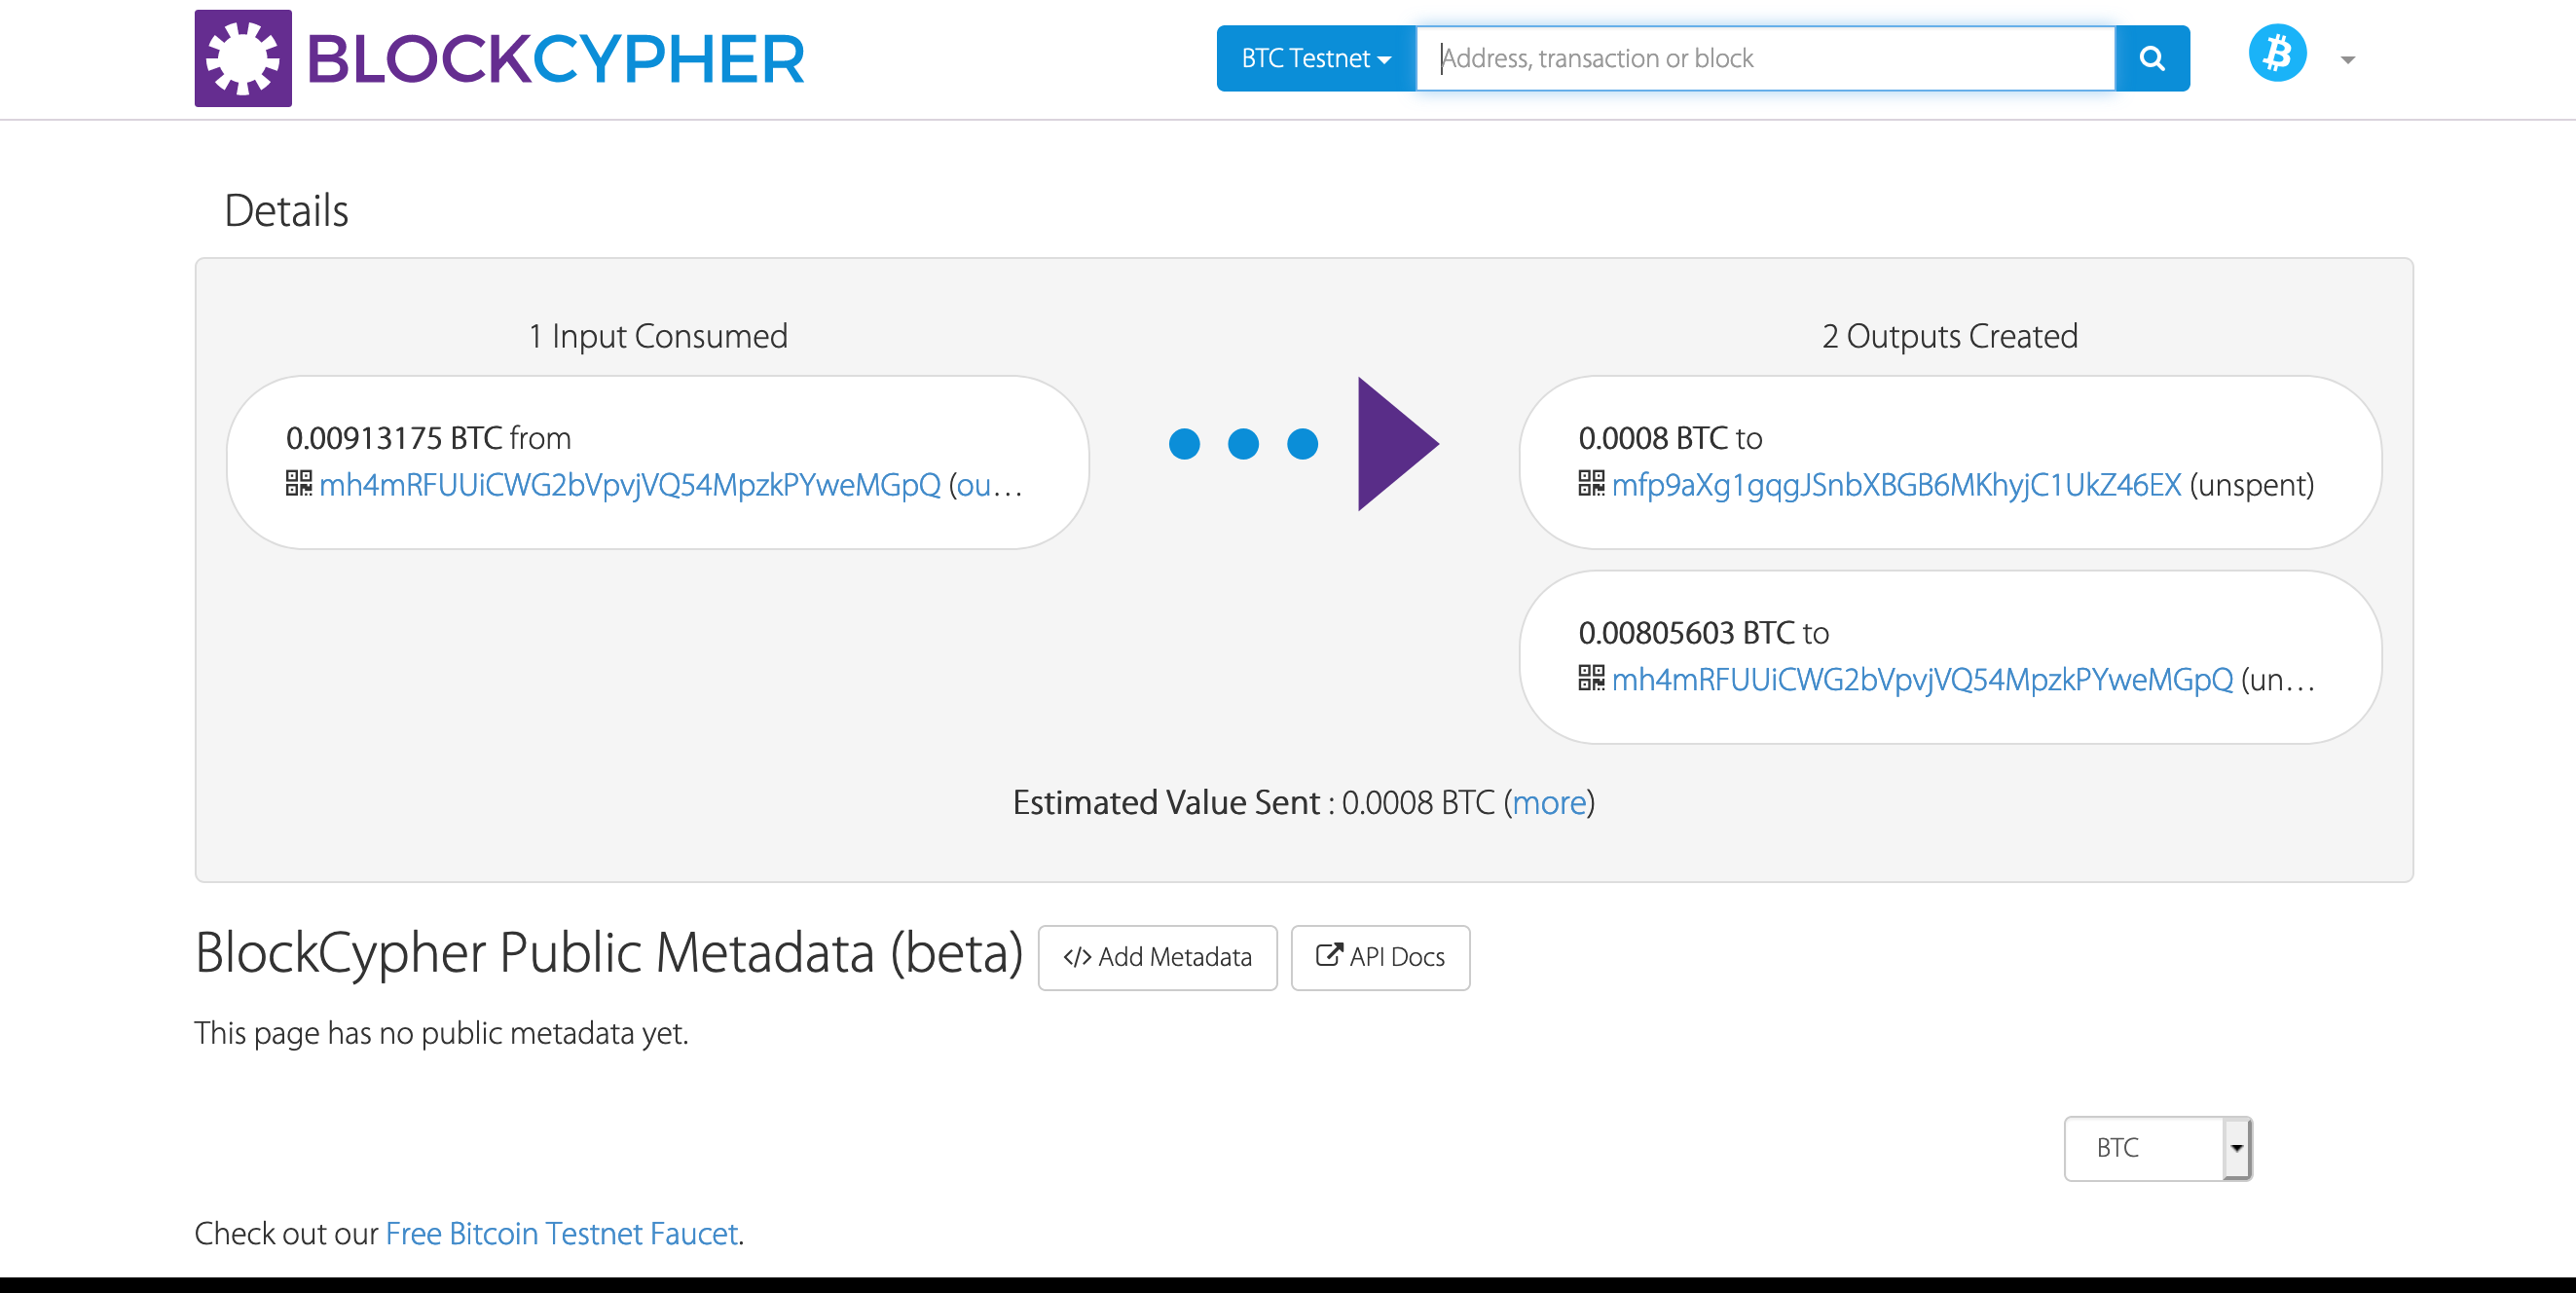 BLOCKCYPHER
BTC Testnet
Address, transaction or block
Details
1 Input Consumed
0.00913175 BTC from
mh4mRFUUiCWG2bVpvjVQ54MpzkPYweMGpQ (ou…
2 Outputs Created
0.0008 BTC to
mfp9aXg1gqgJSnbXBGB6MKhyjC1UkZ46EX (unspent)
0.00805603 BTC to
mh4mRFUUiCWG2bVpvjVQ54MpzkPYweMGpQ (un…
Estimated Value Sent : 0.0008 BTC (more)
BlockCypher Public Metadata (beta)
</> Add Metadata
API Docs
This page has no public metadata yet.
BTC
Check out our Free Bitcoin Testnet Faucet.